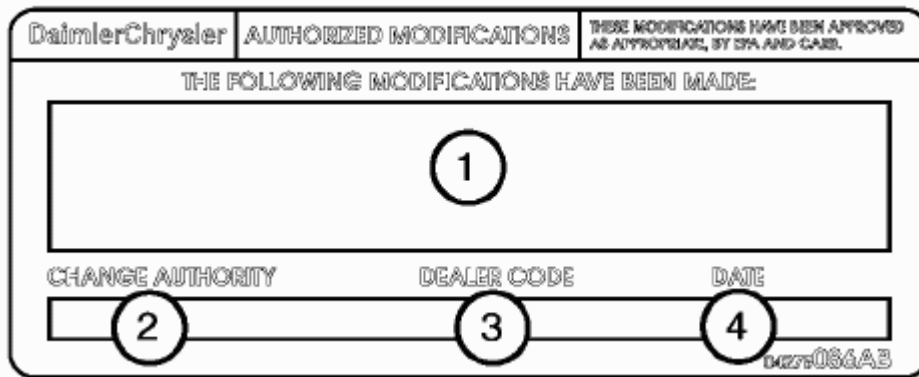 DaimlerChrysler AUTHORIZED MODIFICATIONS THESE MODIFICATIONS HAVE BEEN APPROVED
AS APPROPRIATE, BY EPA AND CARB.
THE FOLLOWING MODIFICATIONS HAVE BEEN MADE:
1
CHANGE AUTHORITY DEALER CODE DATE
2 3 4
04275086AB